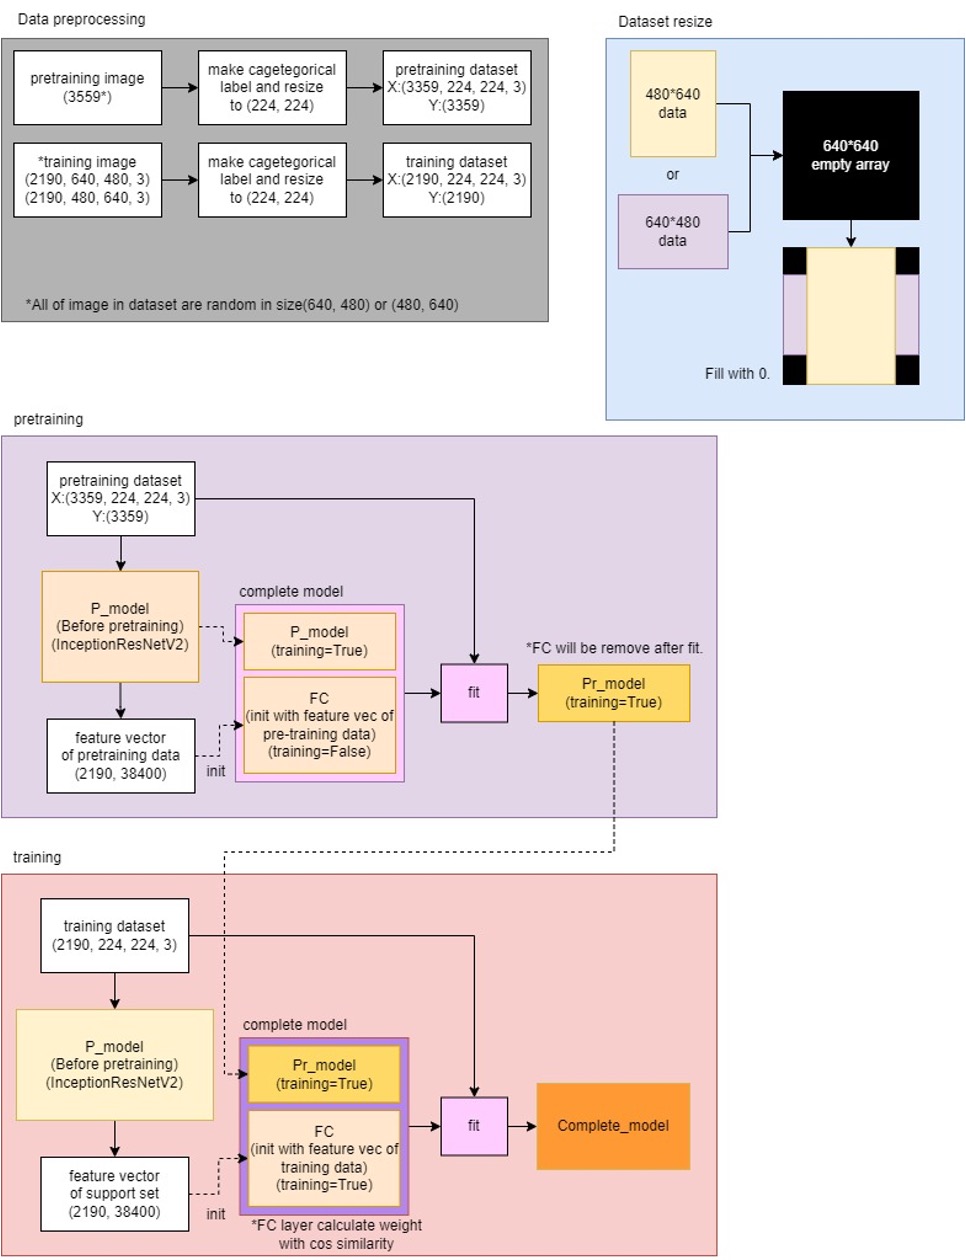 Data preprocessing
pretraining image
(3559*)
make cagetegorical
label and resize
to (224, 224)
pretraining dataset
X:(3359, 224, 224, 3)
Y:(3359)
*training image
(2190, 640, 480, 3)
(2190, 480, 640, 3)
make cagetegorical
label and resize
to (224, 224)
training dataset
X:(2190, 224, 224, 3)
Y:(2190)
*All of image in dataset are random in size(640, 480) or (480, 640)
Dataset resize
480*640
data
or
640*480
data
640*640
empty array
Fill with 0.
pretraining
pretraining dataset
X:(3359, 224, 224, 3)
Y:(3359)
P_model
(Before pretraining)
(InceptionResNetV2)
feature vector
of pretraining data
(2190, 38400)
init
complete model
P_model
(training=True)
FC
(init with feature vec of
pre-training data)
(training=False)
fit
*FC will be remove after fit.
Pr_model
(training=True)
training
training dataset
(2190, 224, 224, 3)
P_model
(Before pretraining)
(InceptionResNetV2)
feature vector
of support set
(2190, 38400)
init
complete model
Pr_model
(training=True)
FC
(init with feature vec of
training data)
(training=True)
*FC layer calculate weight
with cos similarity
fit
Complete_model